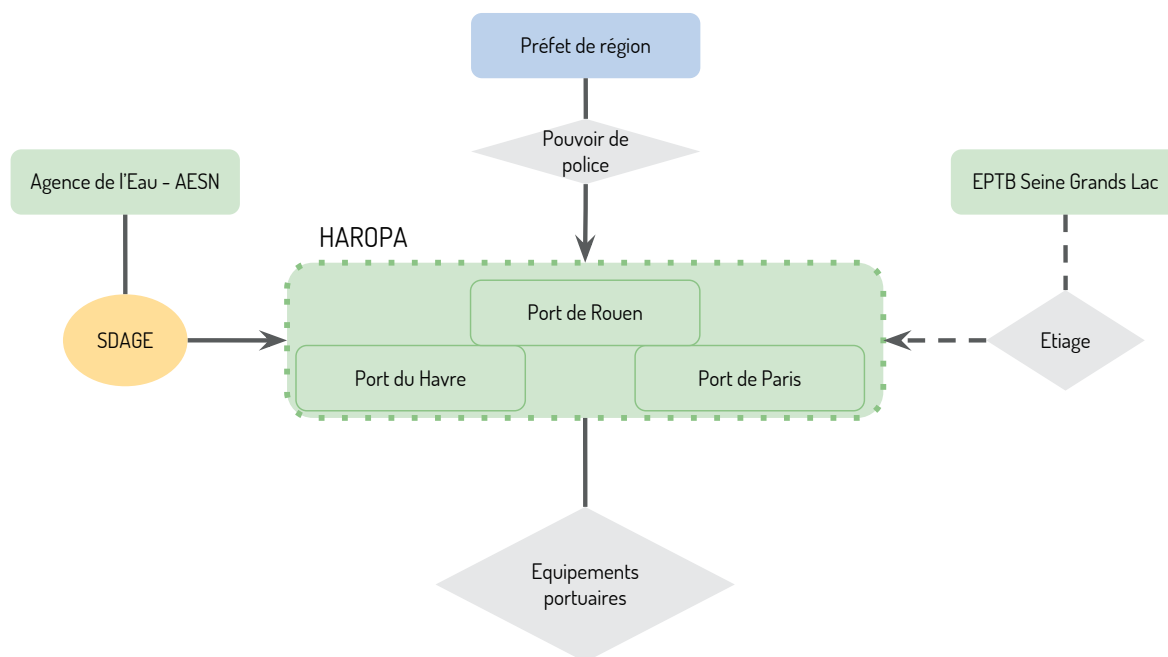 Préfet de région
Pouvoir de
police
Agence de l'Eau - AESN
EPTB Seine Grands Lac
HAROPA
Port de Rouen
SDAGE
Etiage
Port du Havre
Port de Paris
Equipements
portuaires